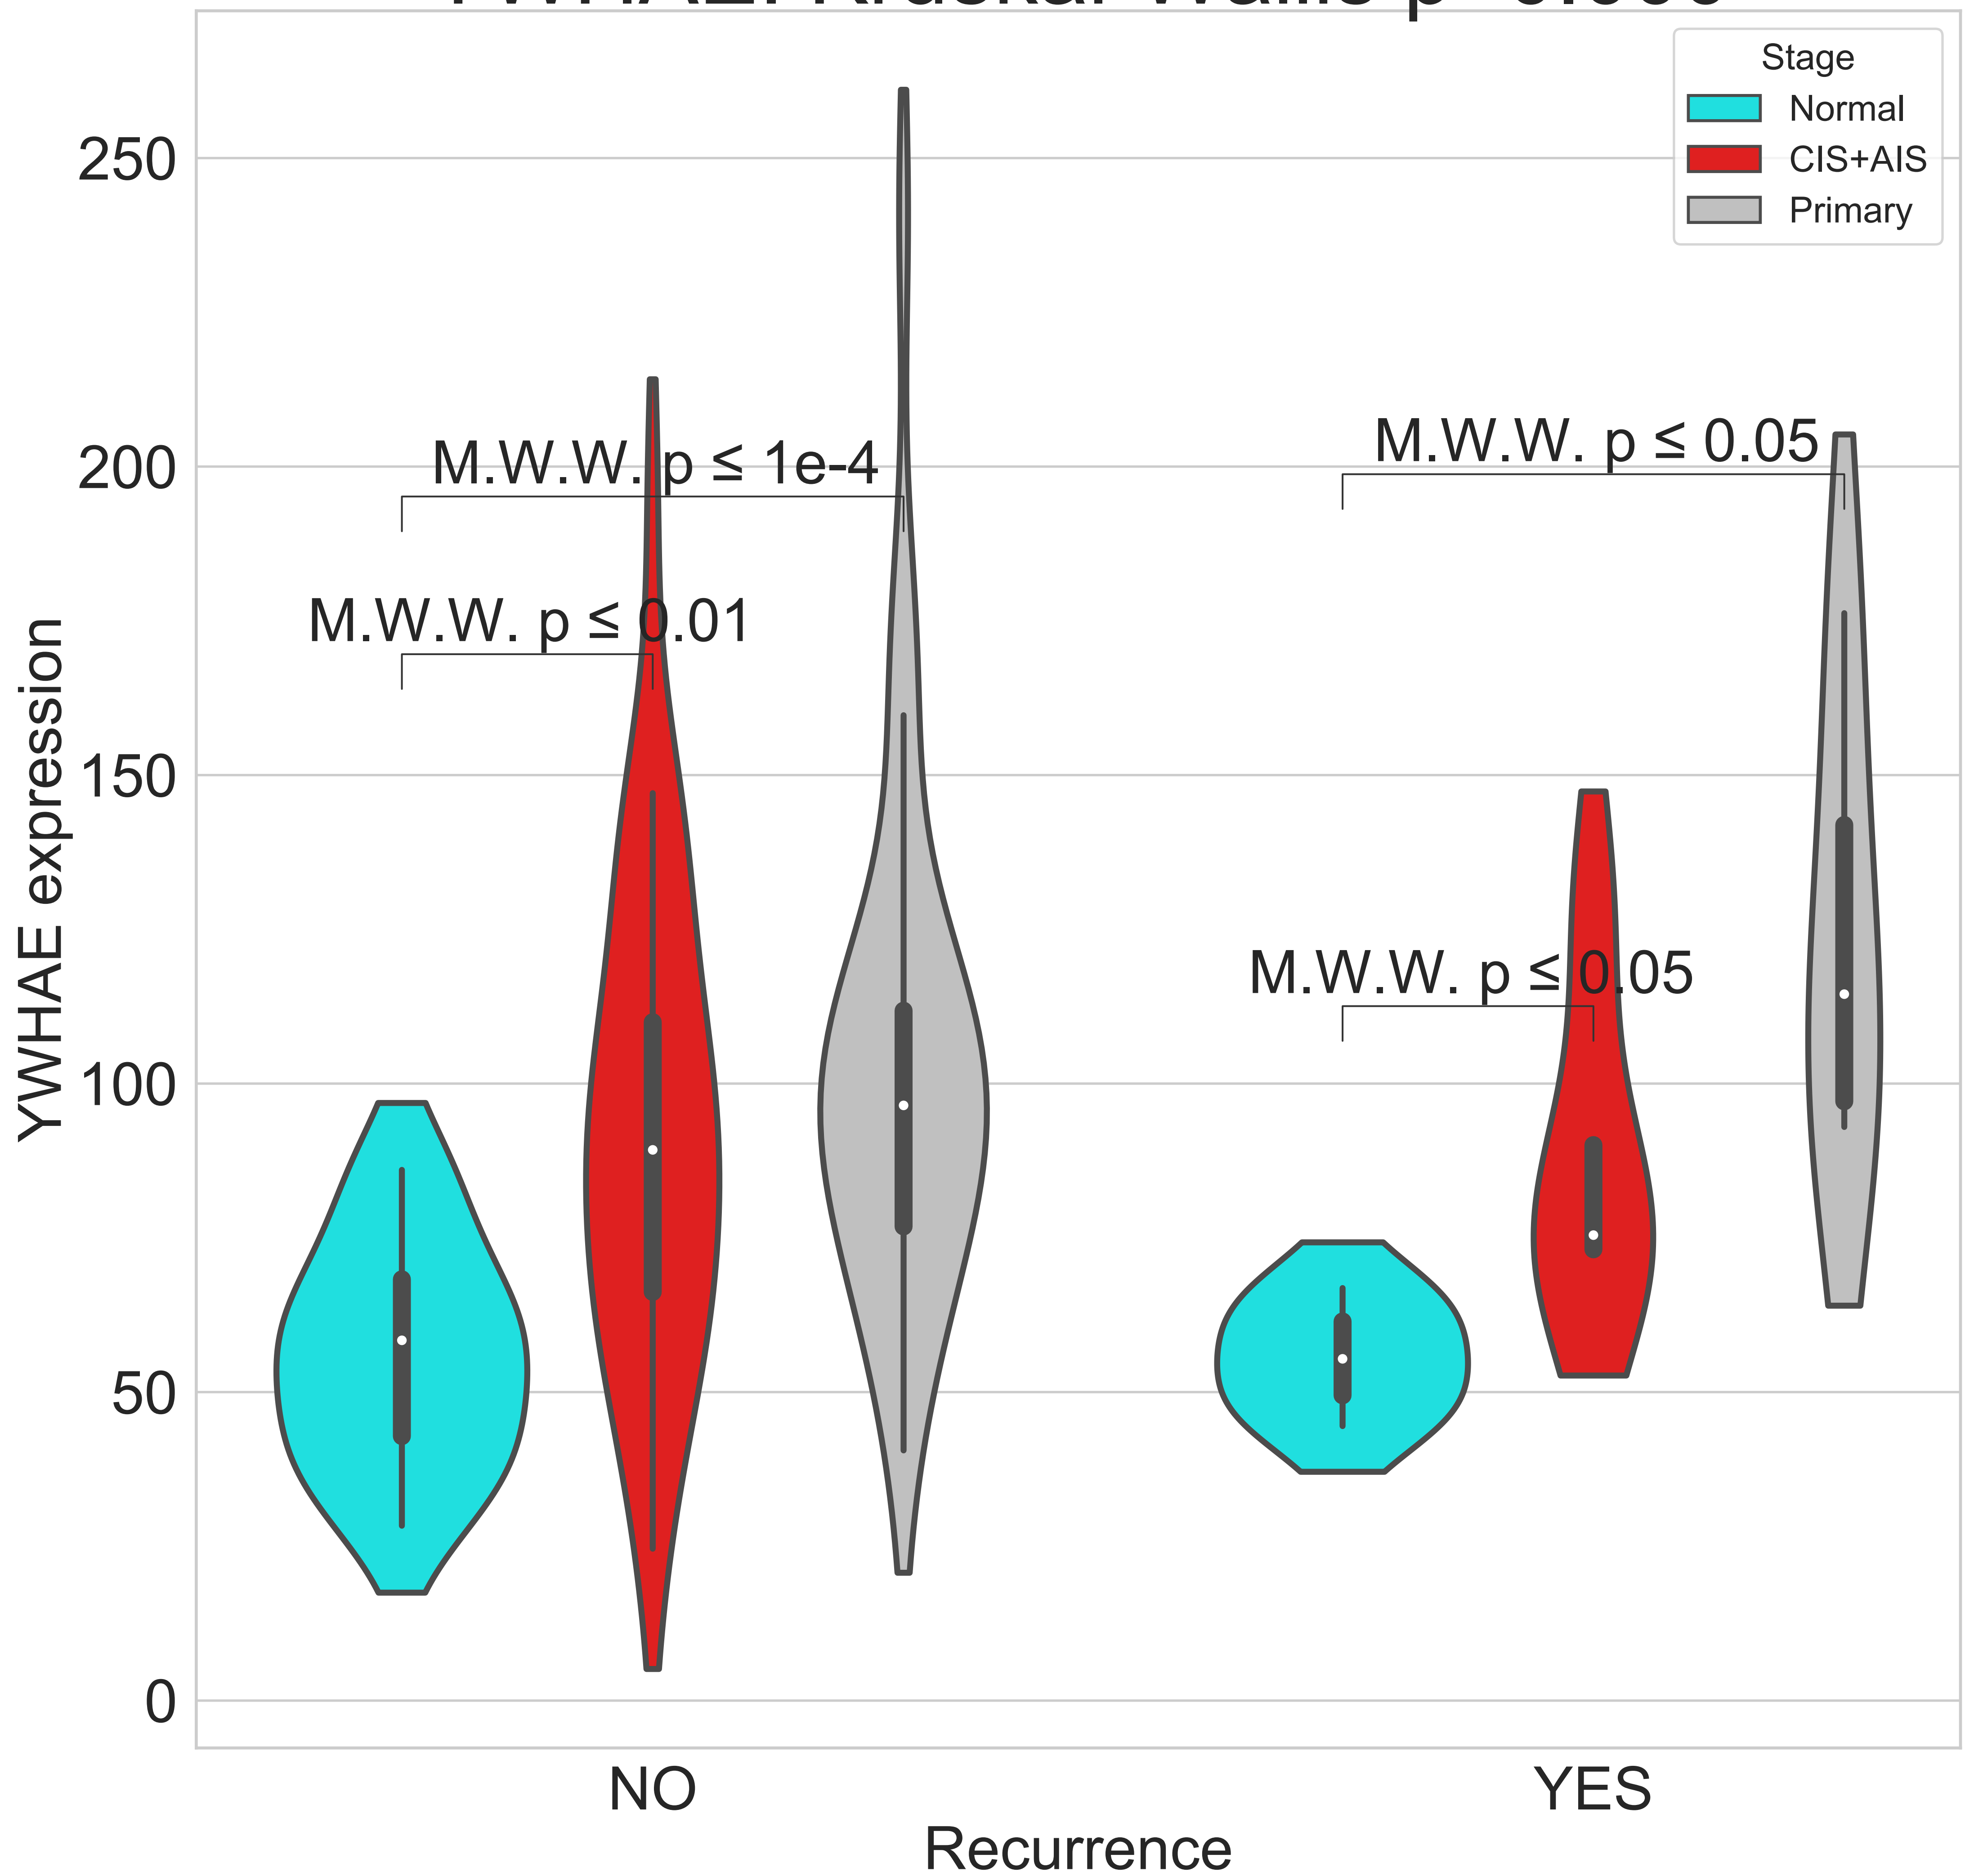 Stage
Normal
CIS+AIS
Primary
250
200
150
100
50
0
YWHAE expression
M.W.W. p ≤ 1e-4
M.W.W. p ≤ 0.01
M.W.W. p ≤ 0.05
M.W.W. p ≤ 0.05
NO
YES
Recurrence